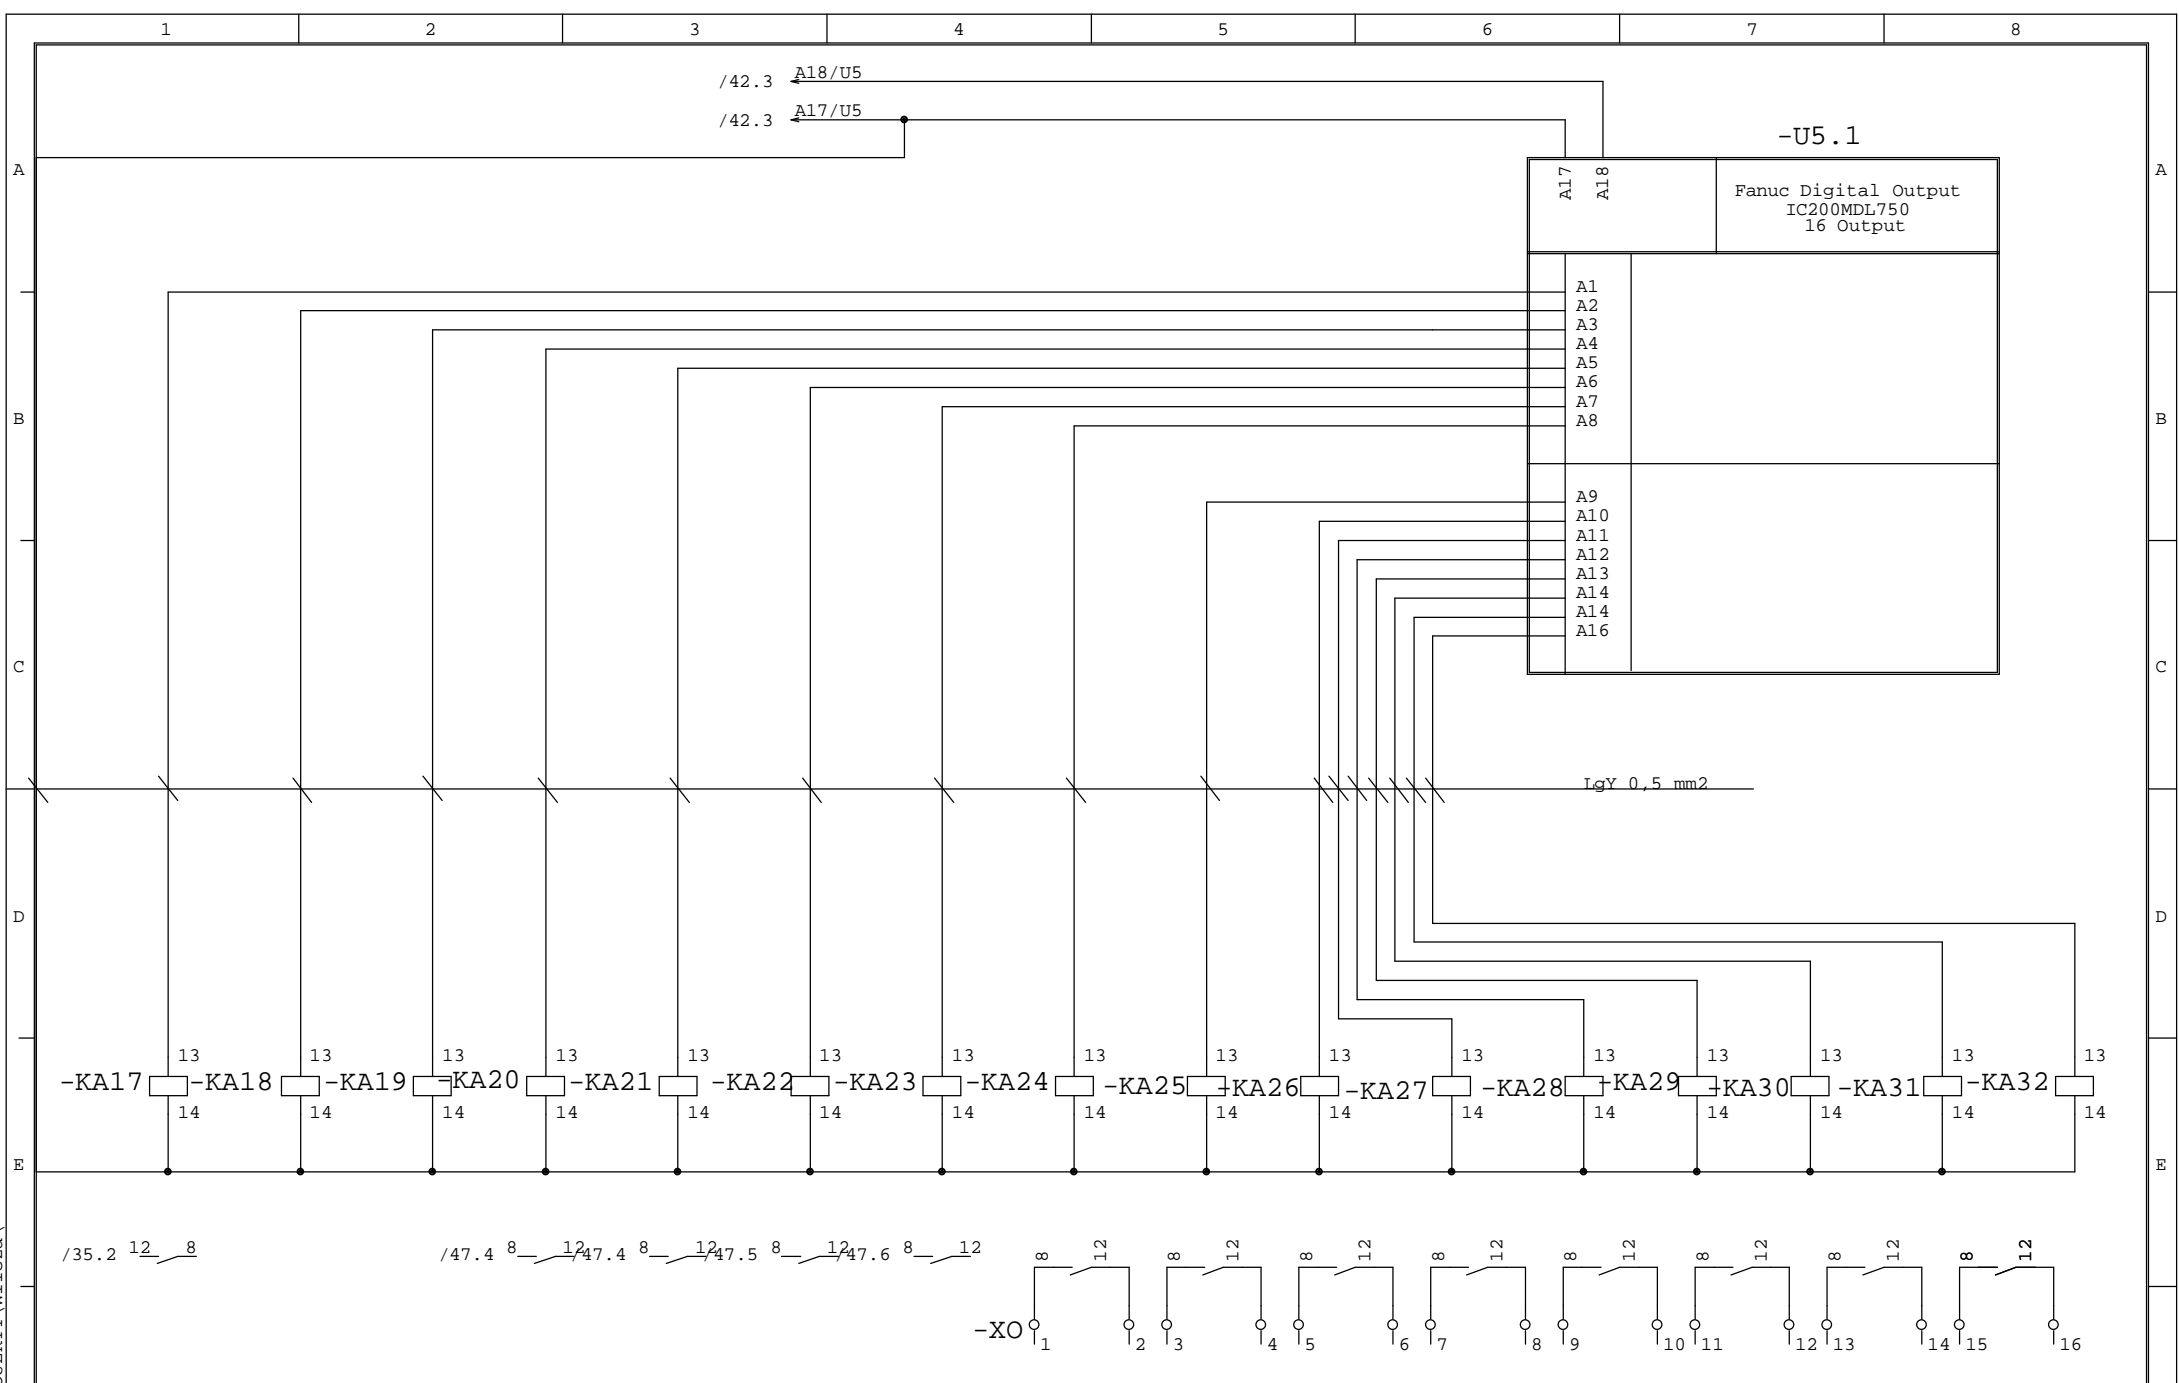 1 2 3 4 5 6 7 8
/42.3 A18/U5
/42.3 A17/U5
-U5.1
A A
A17 A18
Fanuc Digital Output
IC200MDL750
16 Output
A1
A2
A3
A4
A5
A6
A7
A8
B B
A9
A10
A11
A12
A13
A14
A14
A16
C C
LgY 0,5 mm2
D D
13 13 13 13 13 13 13 13 13 13 13 13 13 13 13 13
-KA17 -KA18 -KA19 -KA20 -KA21 -KA22 -KA23 -KA24 -KA25 -KA26 -KA27 -KA28 -KA29 -KA30 -KA31 -KA32
14 14 14 14 14 14 14 14 14 14 14 14 14 14 14 14
E E
/35.2 12 8 /47.4 8 12 /47.4 8 12 /47.5 8 12 /47.6 8 12
8 12 8 12 8 12 8 12 8 12 8 12 8 12 8 12
-XO
1 2 3 4 5 6 7 8 9 10 11 12 13 14 15 16